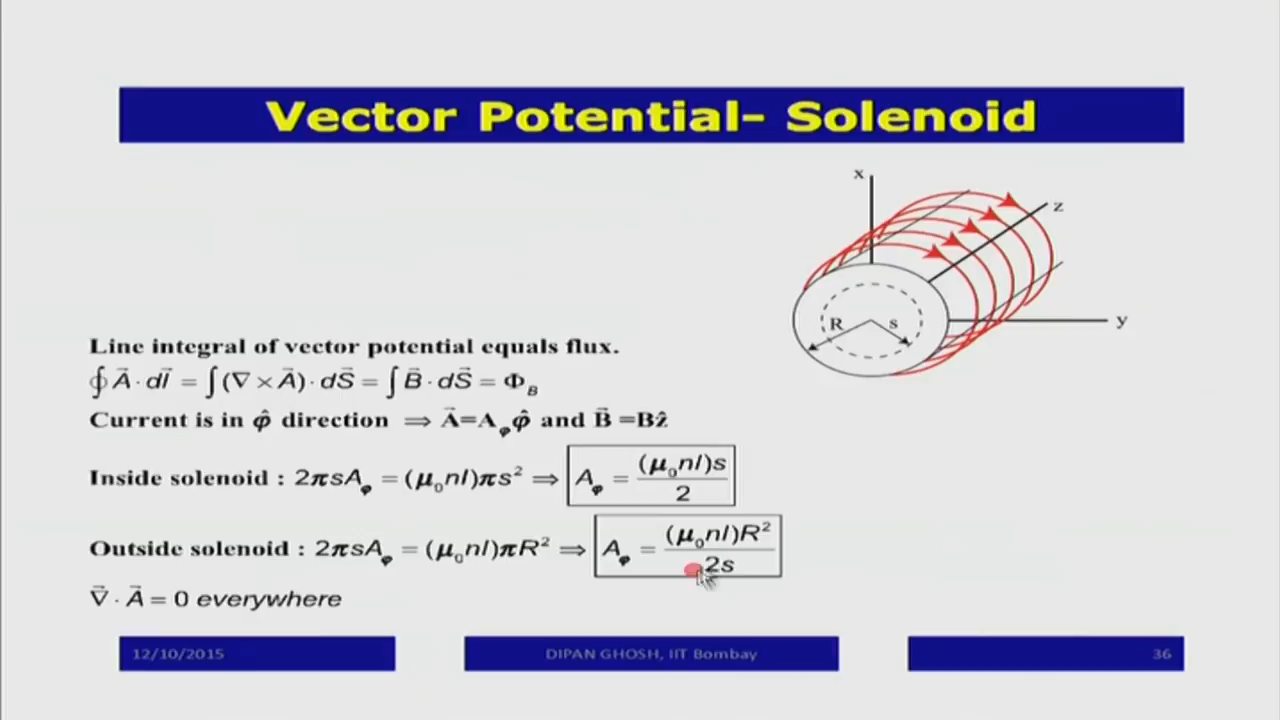 Vector Potential- Solenoid
x
z
R
s
y
Line integral of vector potential equals flux.
∮ A⃗ · dl⃗ = ∫(∇ × A⃗) · dS⃗ = ∫ B⃗ · dS⃗ = Φ_B
Current is in φ̂ direction ⟹ A⃗=A_φ φ̂ and B⃗ =Bẑ
Inside solenoid : 2πsA_φ = (μ₀nI)πs² ⟹ A_φ = (μ₀nI)s / 2
Outside solenoid : 2πsA_φ = (μ₀nI)πR² ⟹ A_φ = (μ₀nI)R² / 2s
∇⃗ · A⃗ = 0 everywhere
12/10/2015
DIPAN GHOSH, IIT Bombay
36